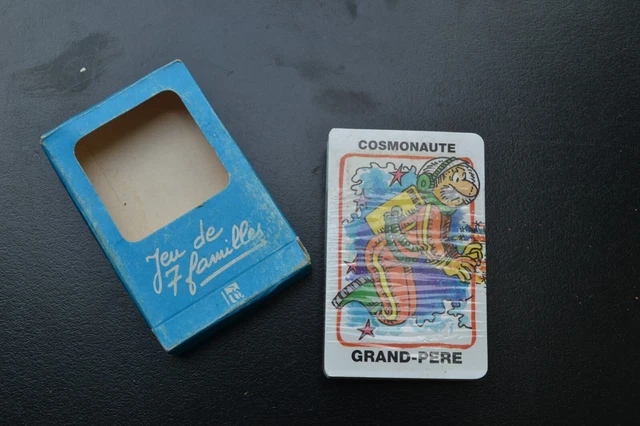 Jeu de
7 familles
COSMONAUTE
GRAND-PERE